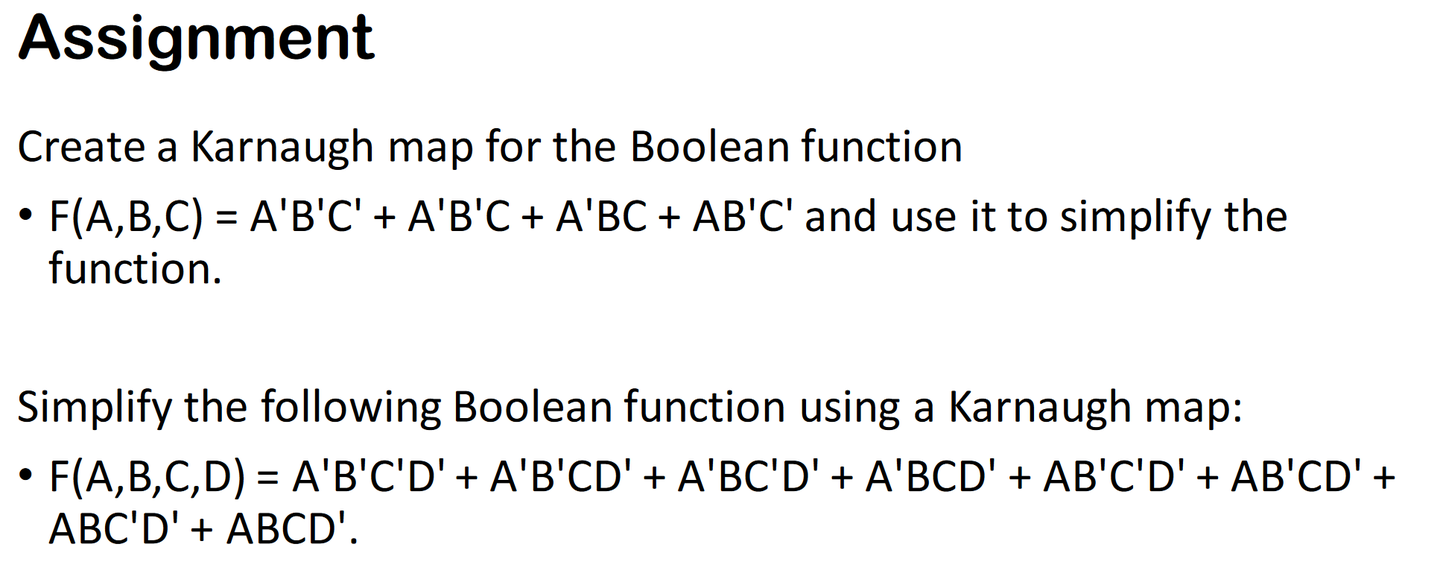 Assignment
Create a Karnaugh map for the Boolean function
• F(A,B,C) = A'B'C' + A'B'C + A'BC + AB'C' and use it to simplify the
function.
Simplify the following Boolean function using a Karnaugh map:
• F(A,B,C,D) = A'B'C'D' + A'B'CD' + A'BC'D' + A'BCD' + AB'C'D' + AB'CD' +
ABC'D' + ABCD'.